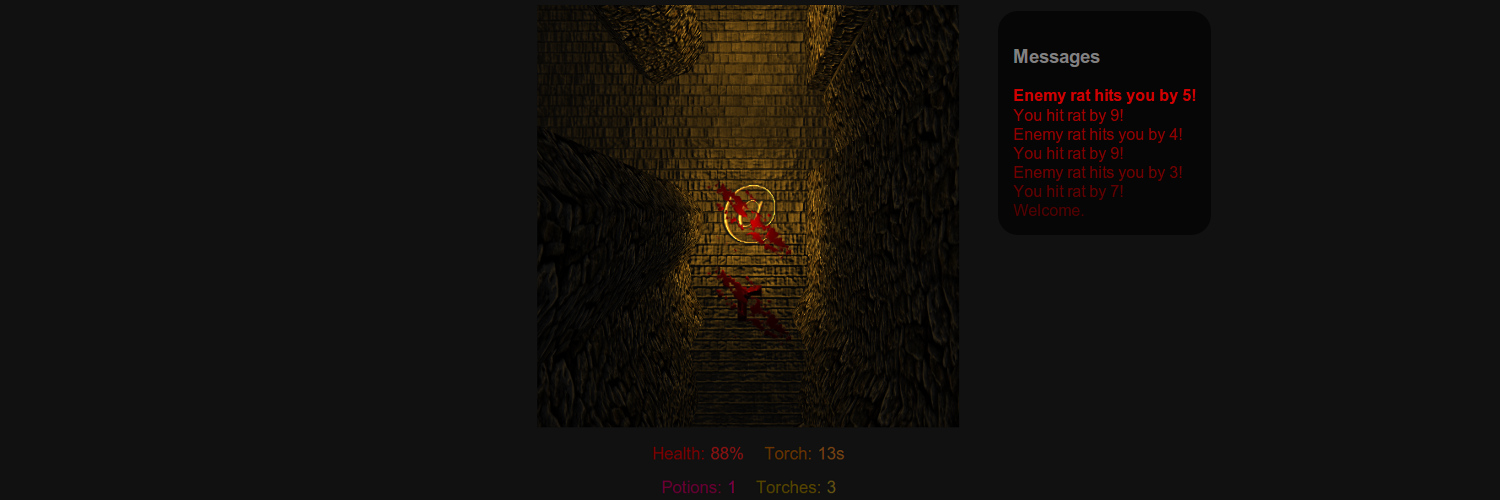 Messages
Enemy rat hits you by 5!
You hit rat by 9!
Enemy rat hits you by 4!
You hit rat by 9!
Enemy rat hits you by 3!
You hit rat by 7!
Welcome.
@
r
Health: 88% Torch: 13s
Potions: 1 Torches: 3